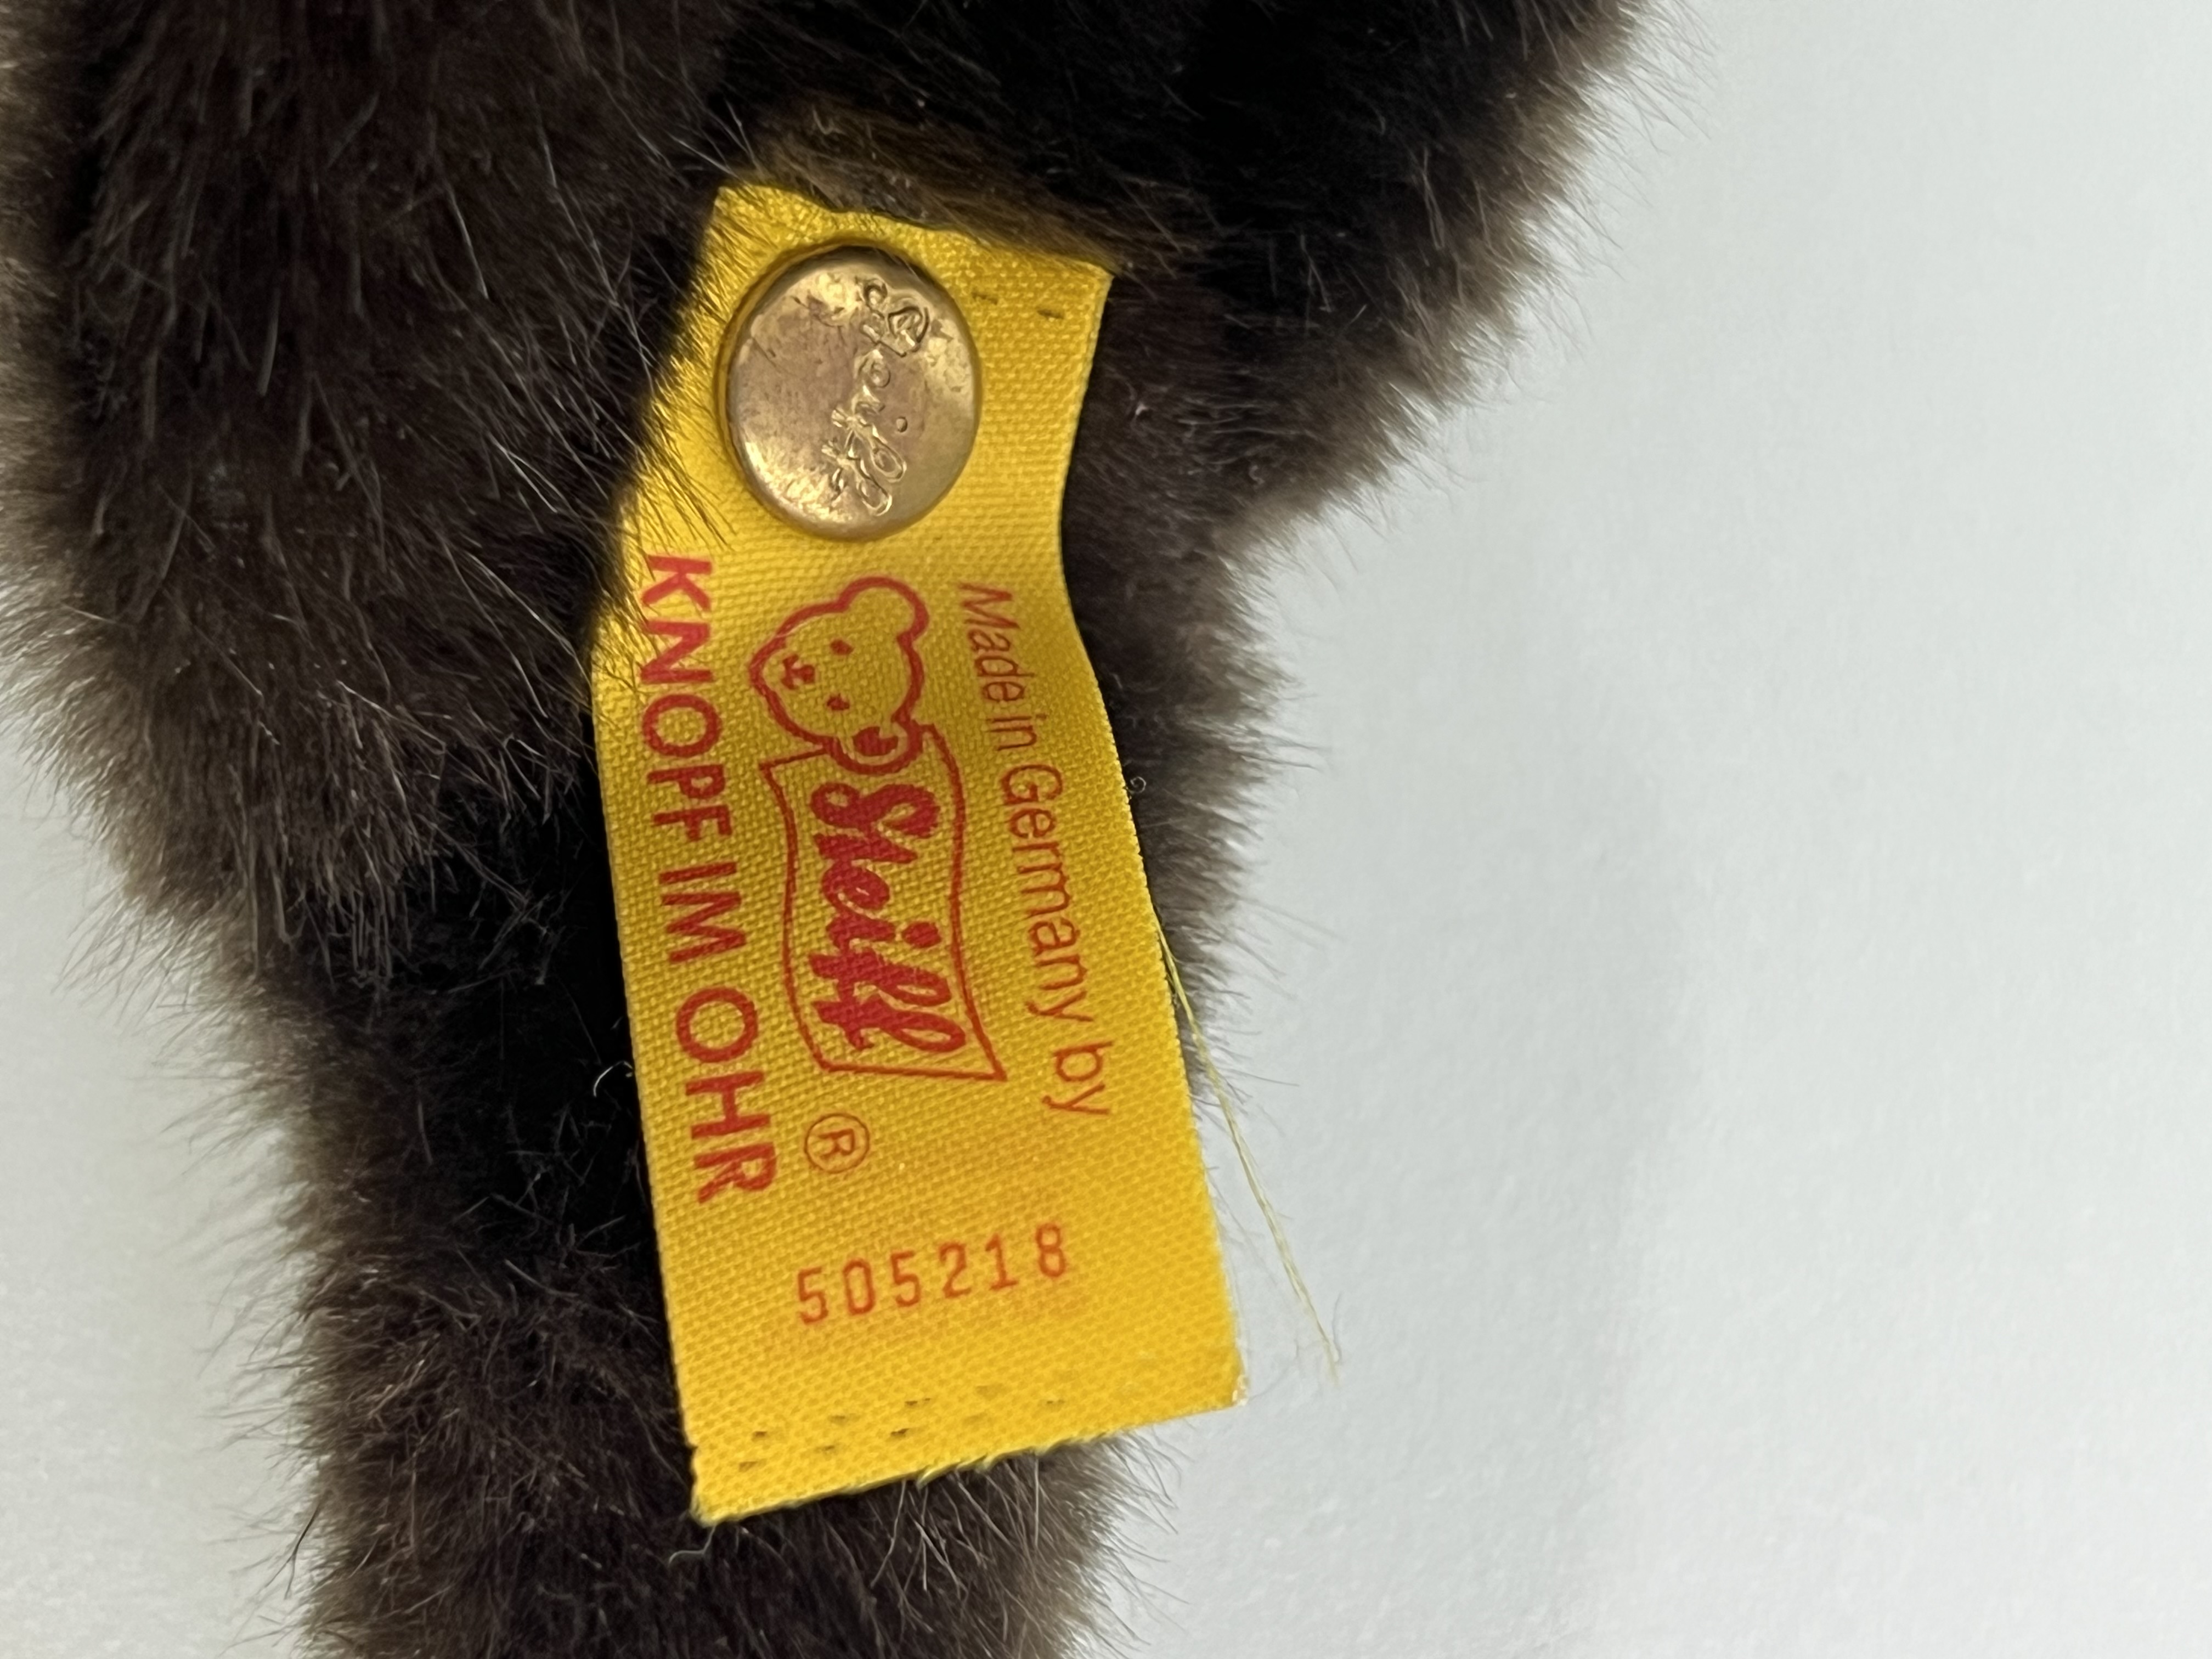 Steiff
Made in Germany by
Steiff
®
KNOPF IM OHR
505218